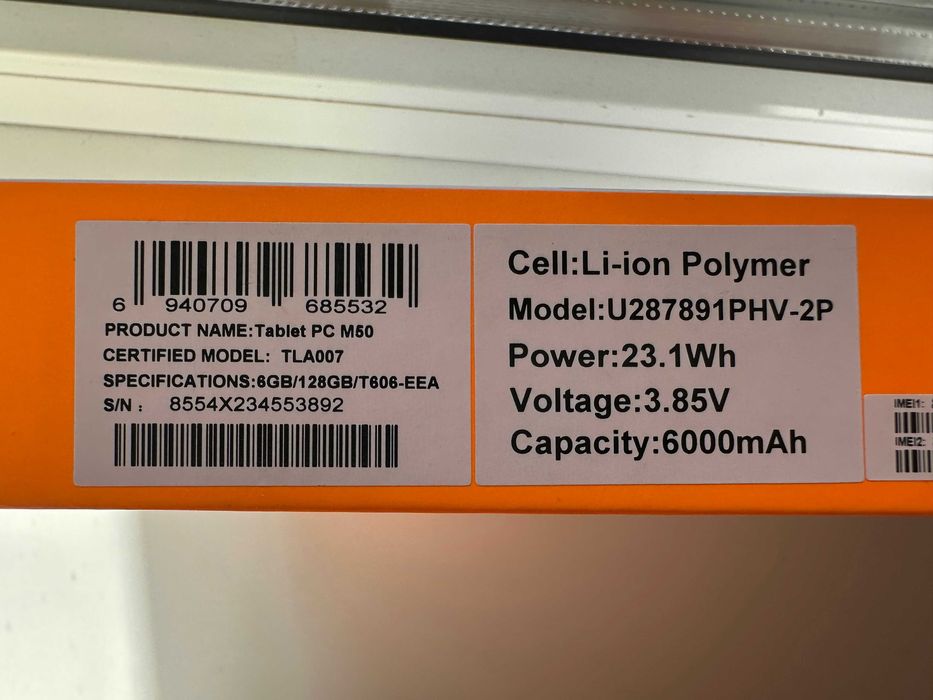 6 940709 685532
PRODUCT NAME:Tablet PC M50
CERTIFIED MODEL: TLA007
SPECIFICATIONS:6GB/128GB/T606-EEA
S/N : 8554X234553892
Cell:Li-ion Polymer
Model:U287891PHV-2P
Power:23.1Wh
Voltage:3.85V
Capacity:6000mAh
IMEI1:
IMEI2: